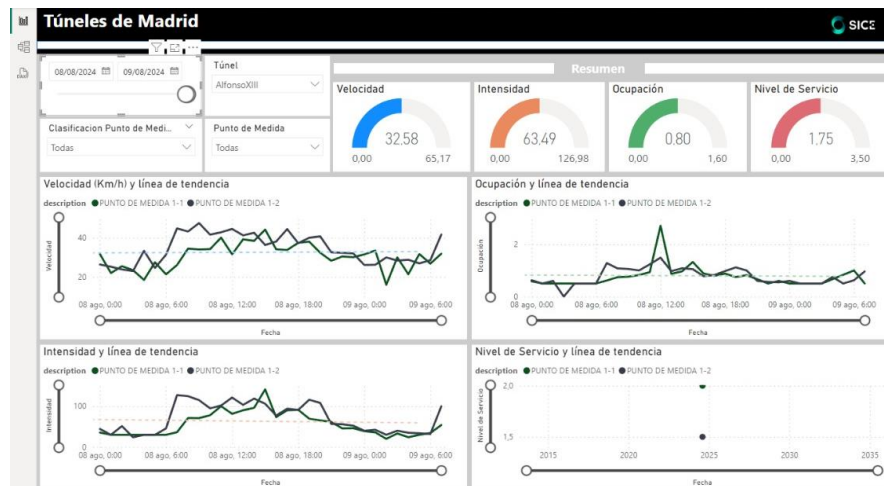 Túneles de Madrid
SICE
08/08/2024 09/08/2024
Túnel
AlfonsoXIII
Clasificacion Punto de Medi...
Todas
Punto de Medida
Todas
Resumen
Velocidad
32,58
0,00 65,17
Intensidad
63,49
0,00 126,98
Ocupación
0,80
0,00 1,60
Nivel de Servicio
1,75
0,00 3,50
Velocidad (Km/h) y línea de tendencia
description PUNTO DE MEDIDA 1-1 PUNTO DE MEDIDA 1-2
Velocidad
40
20
08 ago, 0:00 08 ago, 6:00 08 ago, 12:00 08 ago, 18:00 09 ago, 0:00 09 ago, 6:00
Fecha
Ocupación y línea de tendencia
description PUNTO DE MEDIDA 1-1 PUNTO DE MEDIDA 1-2
Ocupación
2
0
08 ago, 0:00 08 ago, 6:00 08 ago, 12:00 08 ago, 18:00 09 ago, 0:00 09 ago, 6:00
Fecha
Intensidad y línea de tendencia
description PUNTO DE MEDIDA 1-1 PUNTO DE MEDIDA 1-2
Intensidad
100
0
08 ago, 0:00 08 ago, 6:00 08 ago, 12:00 08 ago, 18:00 09 ago, 0:00 09 ago, 6:00
Fecha
Nivel de Servicio y línea de tendencia
description PUNTO DE MEDIDA 1-1 PUNTO DE MEDIDA 1-2
Nivel de Servicio
2,0
1,5
2015 2020 2025 2030 2035
Fecha